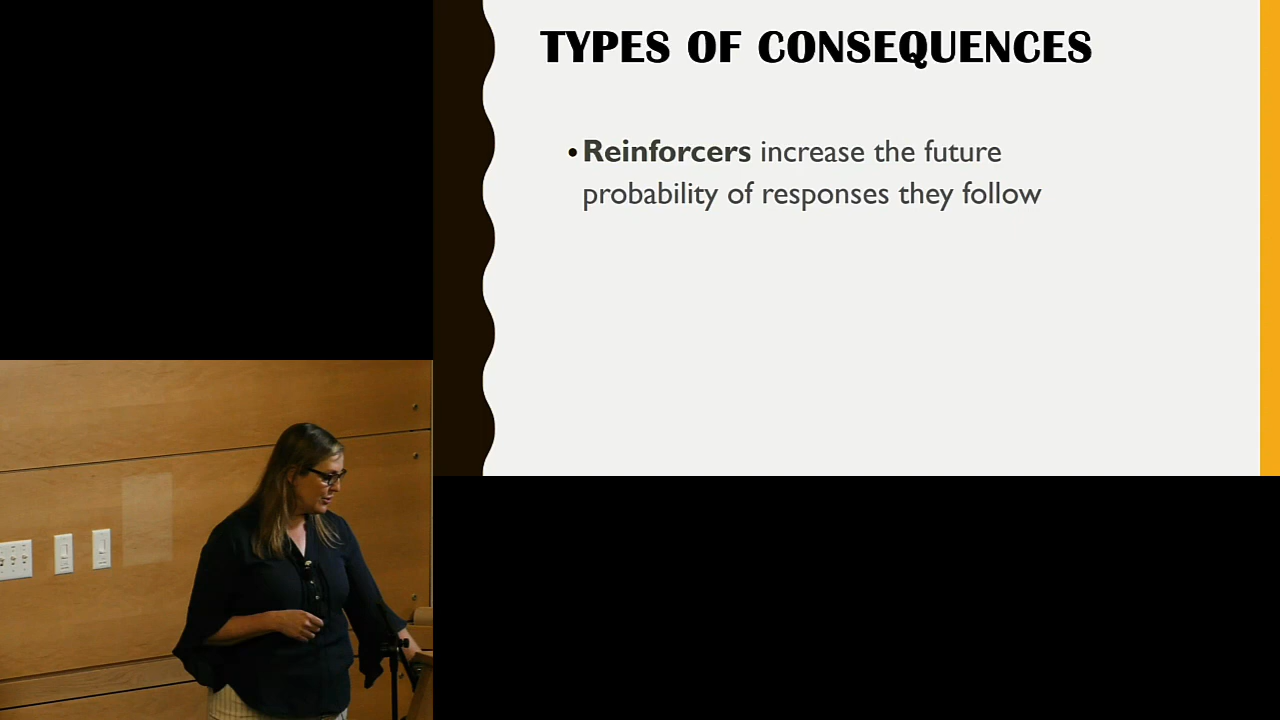 TYPES OF CONSEQUENCES
•Reinforcers increase the future
probability of responses they follow